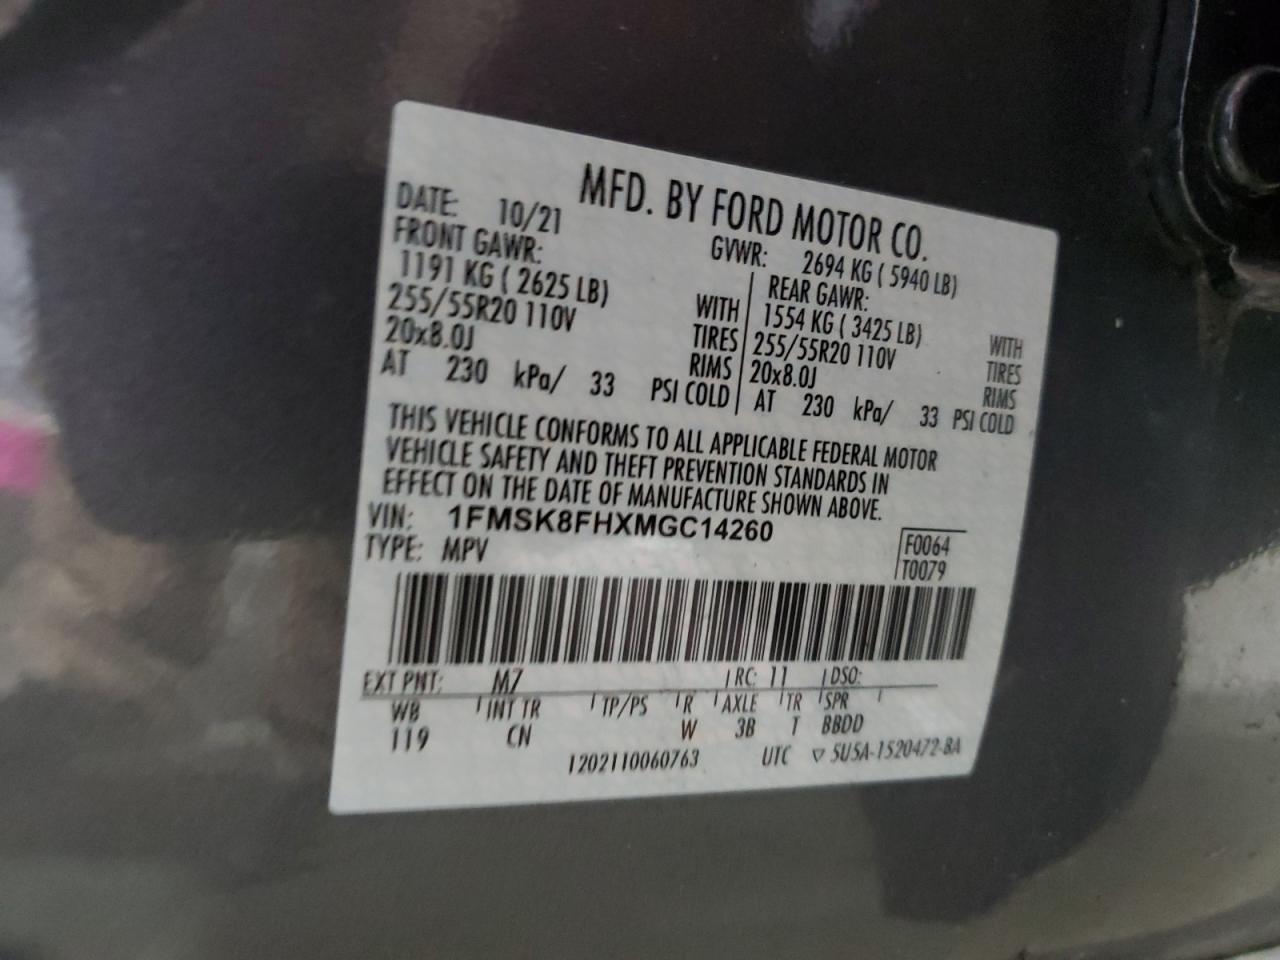 MFD. BY FORD MOTOR CO.
DATE: 10/21 GVWR: 2694 KG ( 5940 LB)
FRONT GAWR: REAR GAWR:
1191 KG ( 2625 LB) WITH 1554 KG ( 3425 LB) WITH
255/55R20 110V TIRES 255/55R20 110V TIRES
20x8.0J RIMS 20x8.0J RIMS
AT 230 kPa/ 33 PSI COLD AT 230 kPa/ 33 PSI COLD
THIS VEHICLE CONFORMS TO ALL APPLICABLE FEDERAL MOTOR
VEHICLE SAFETY AND THEFT PREVENTION STANDARDS IN
EFFECT ON THE DATE OF MANUFACTURE SHOWN ABOVE.
VIN: 1FMSK8FHXMGC14260
TYPE: MPV
F0064
T0079
EXT PNT: M7 RC: 11 DSO:
WB INT TR TP/PS R AXLE TR SPR
119 CN W 3B T BBDD
1202110060763 UTC ▽ 5U5A-1520472-BA